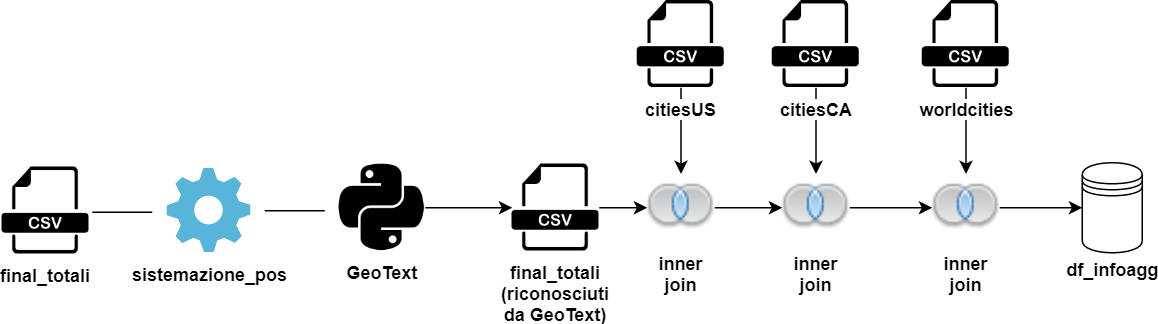 CSV
CSV
CSV
citiesUS
citiesCA
worldcities
CSV
CSV
final_totali
sistemazione_pos
GeoText
final_totali
(riconosciuti
da GeoText)
inner
join
inner
join
inner
join
df_infoagg